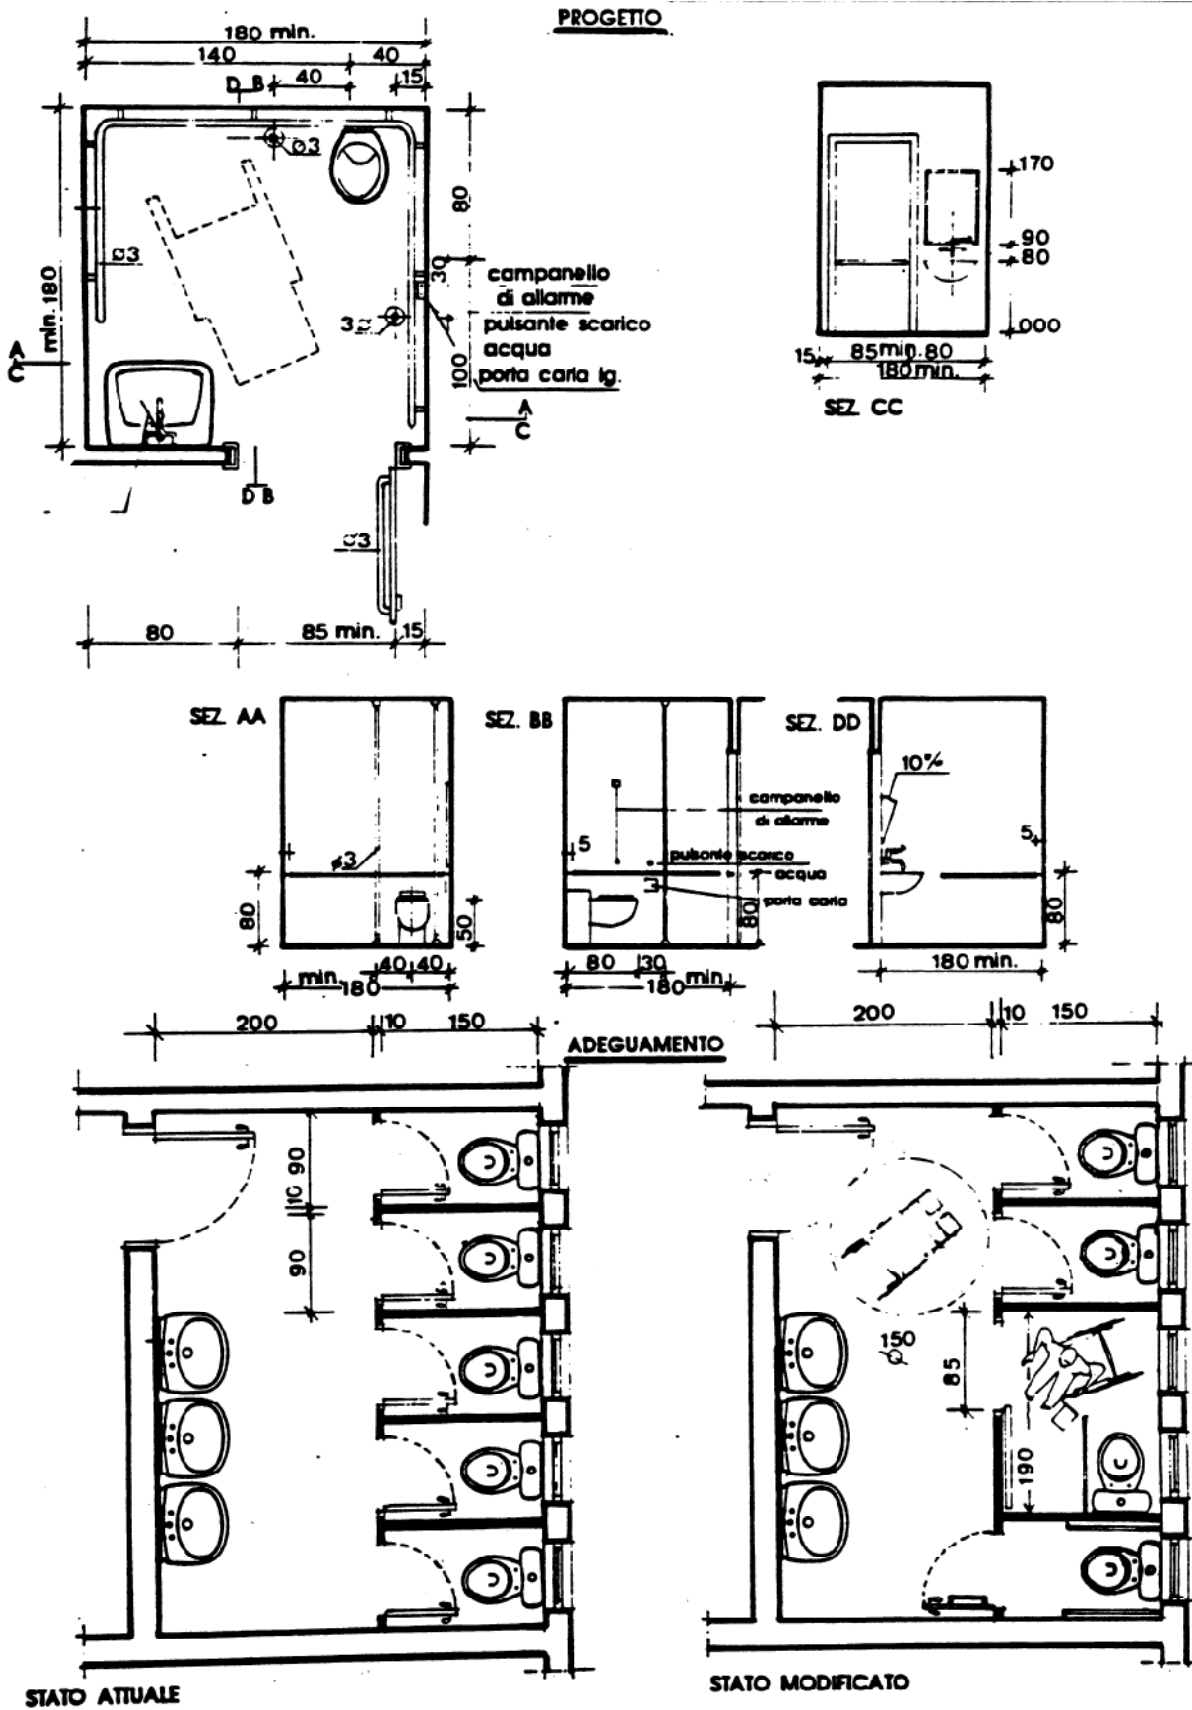 PROGETTO
180 min.
140
40
D B
40
15
ø3
80
ø3
30
min. 180
3ø
campanello
di allarme
pulsante scarico
acqua
porta carta ig.
100
A
C
A
C
D B
ø3
80
85 min.
15
170
90
80
000
15
85 min.
80
180 min.
SEZ. CC
SEZ. AA
ø3
80
50
40
40
min.
180
SEZ. BB
campanello
di allarme
5
pulsante scarico
acqua
porta carta
80
80
30
180
min.
SEZ. DD
10%
5
80
180 min.
ADEGUAMENTO
200
10
150
90
10
90
STATO ATTUALE
200
10
150
150
85
190
STATO MODIFICATO